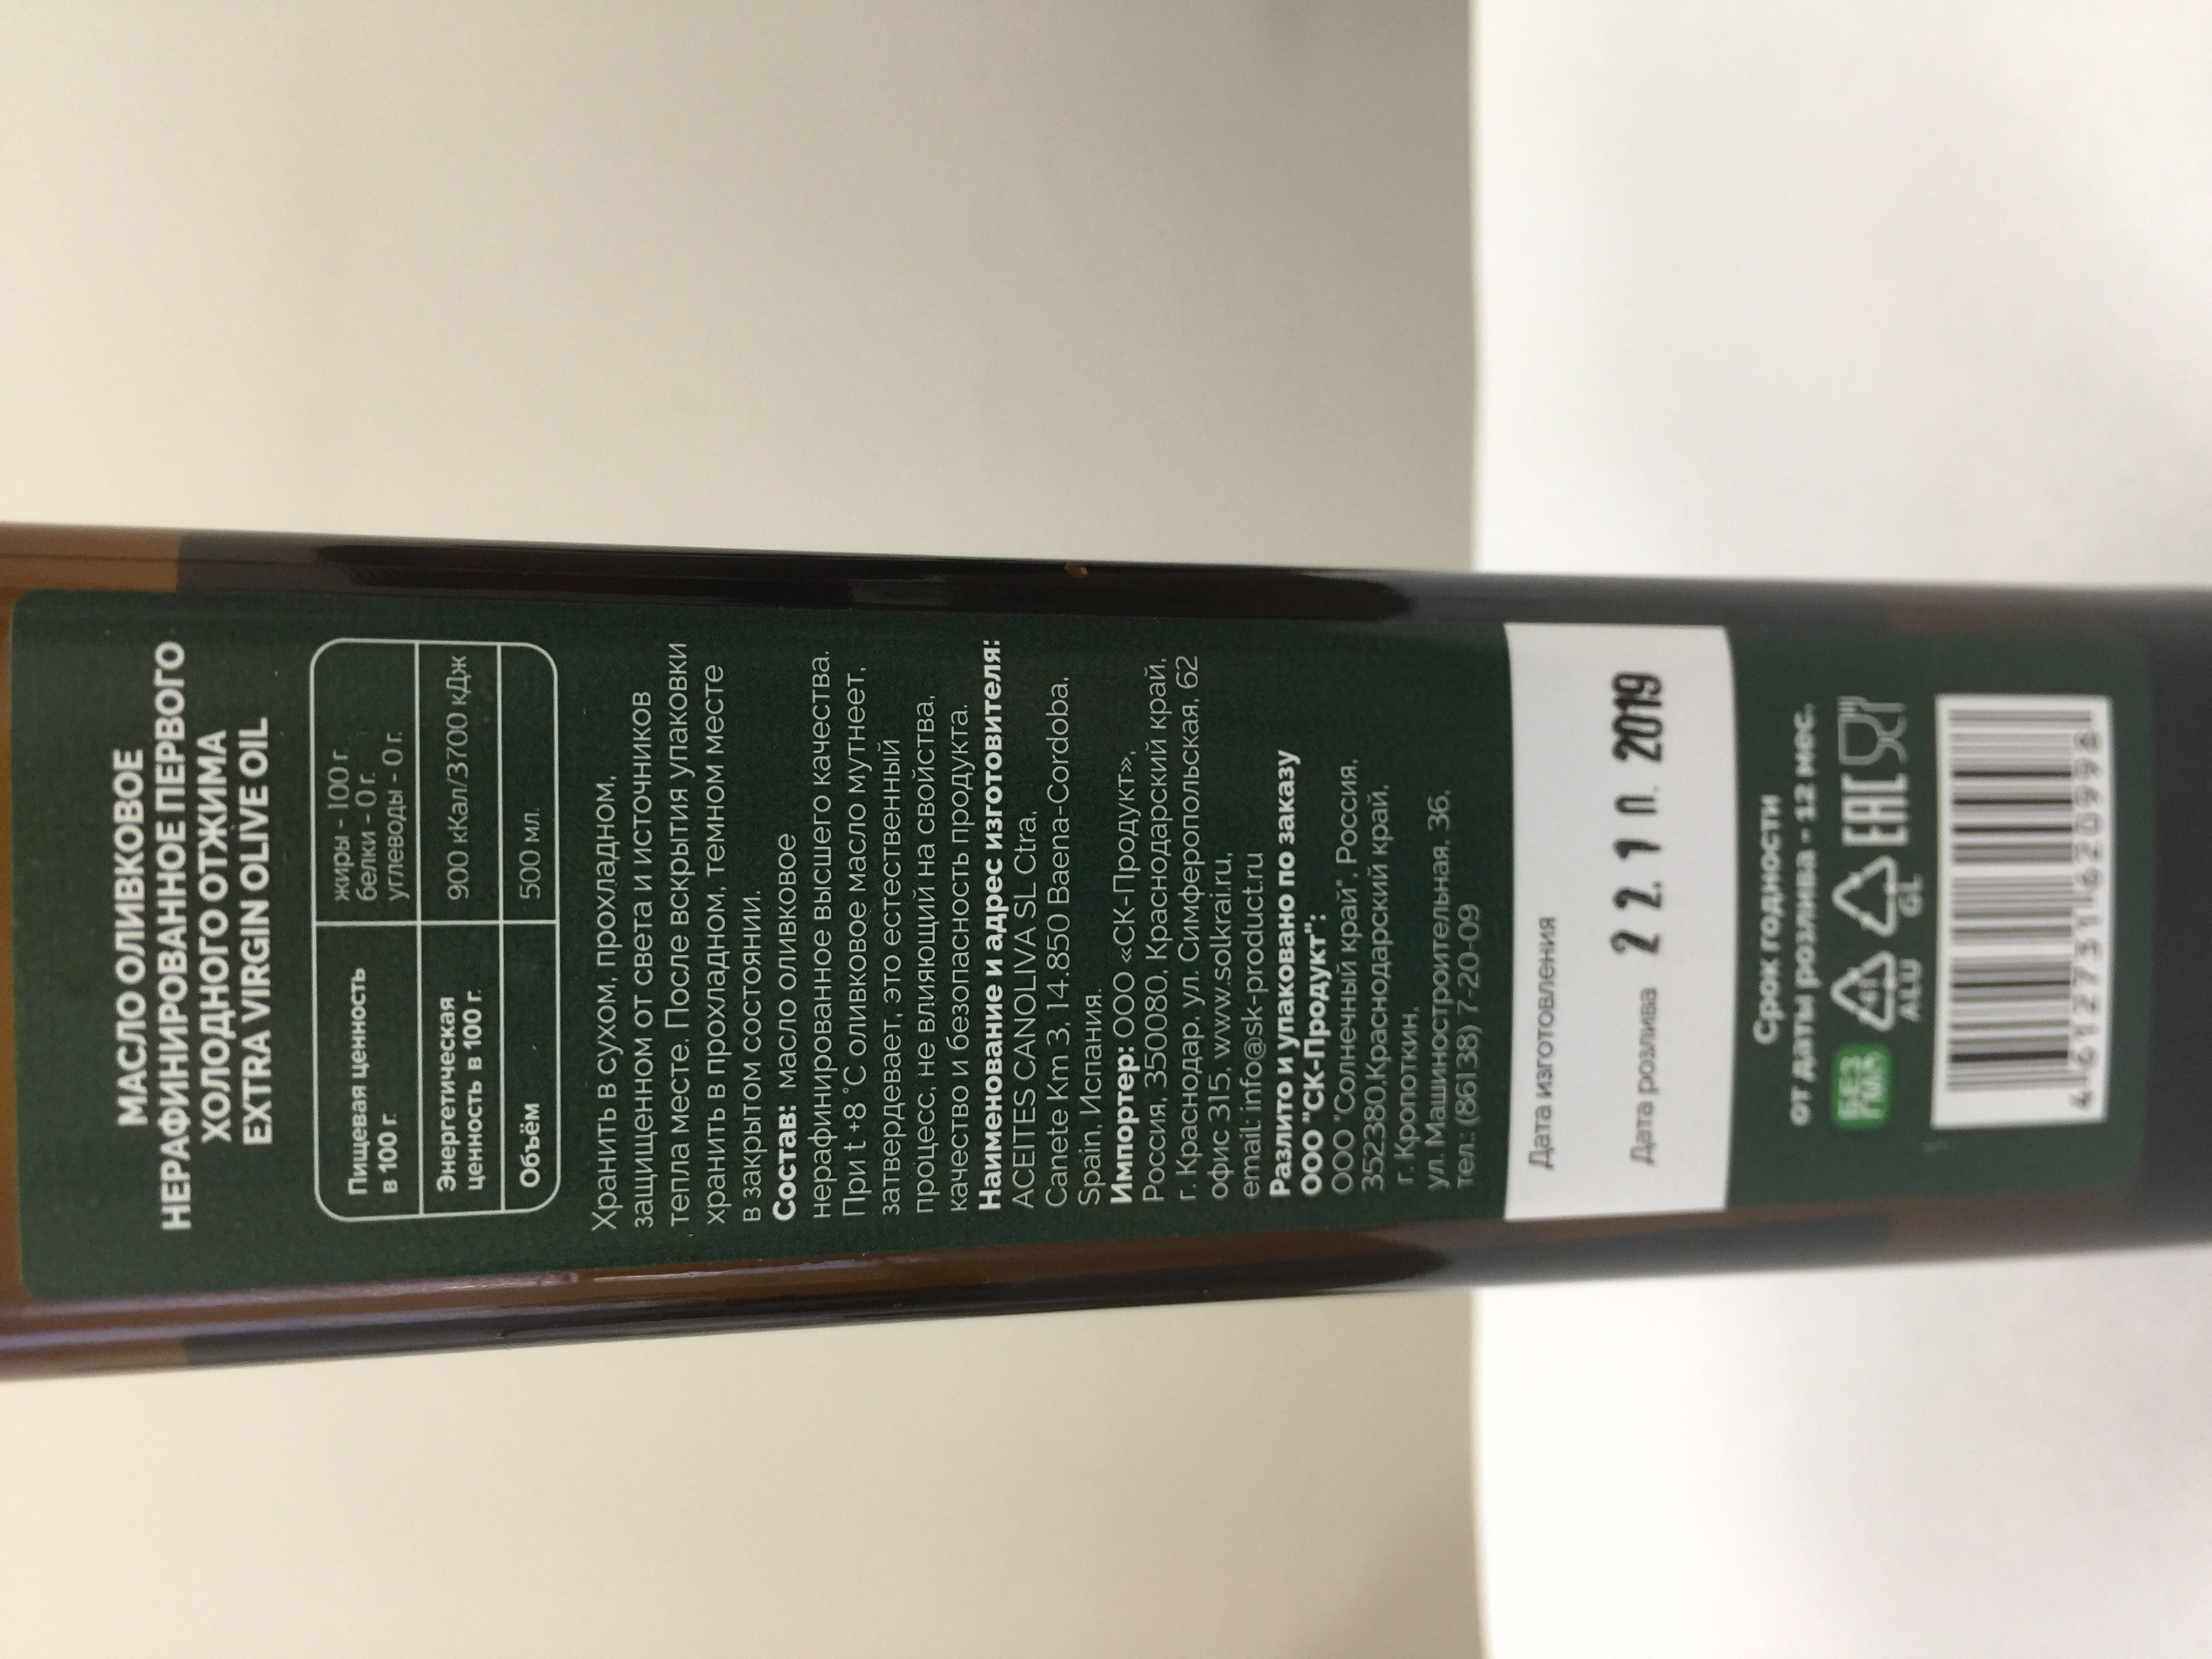 МАСЛО ОЛИВКОВОЕ
НЕРАФИНИРОВАННОЕ ПЕРВОГО
ХОЛОДНОГО ОТЖИМА
EXTRA VIRGIN OLIVE OIL
Пищевая ценность
в 100 г.
жиры - 100 г.
белки - 0 г.
углеводы - 0 г.
Энергетическая
ценность в 100 г.
900 кКал/3700 кДж
Объём
500 мл.
Хранить в сухом, прохладном,
защищенном от света и источников
тепла месте. После вскрытия упаковки
хранить в прохладном, темном месте
в закрытом состоянии.
Состав: масло оливковое
нерафинированное высшего качества.
При t +8 °С оливковое масло мутнеет,
затвердевает, это естественный
процесс, не влияющий на свойства,
качество и безопасность продукта.
Наименование и адрес изготовителя:
ACEITES CANOLIVA SL Ctra.
Canete Km 3, 14.850 Baena-Cordoba,
Spain, Испания.
Импортер: ООО «СК-Продукт»,
Россия, 350080, Краснодарский край,
г. Краснодар, ул. Симферопольская, 62
офис 315, www.solkrai.ru,
email: info@sk-product.ru
Разлито и упаковано по заказу
ООО "СК-Продукт":
ООО "Солнечный край", Россия,
352380,Краснодарский край,
г. Кропоткин,
ул. Машиностроительная, 36,
тел.: (86138) 7-20-09
Дата изготовления
Дата розлива 22.10.2019
Срок годности
от даты розлива - 12 мес.
БЕЗ
ГМО
41
ALU
GL
EAC
4 612731 620998